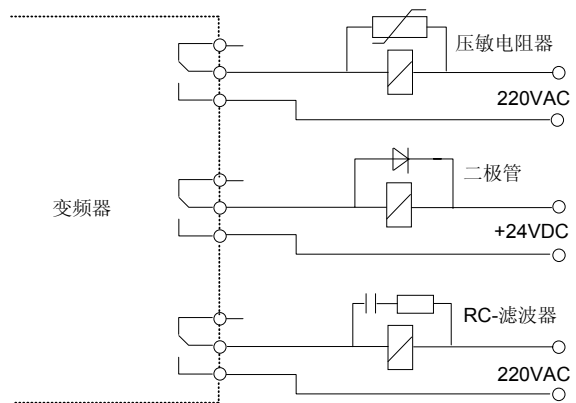 压敏电阻器
220VAC
二极管
变频器
+24VDC
RC-滤波器
220VAC